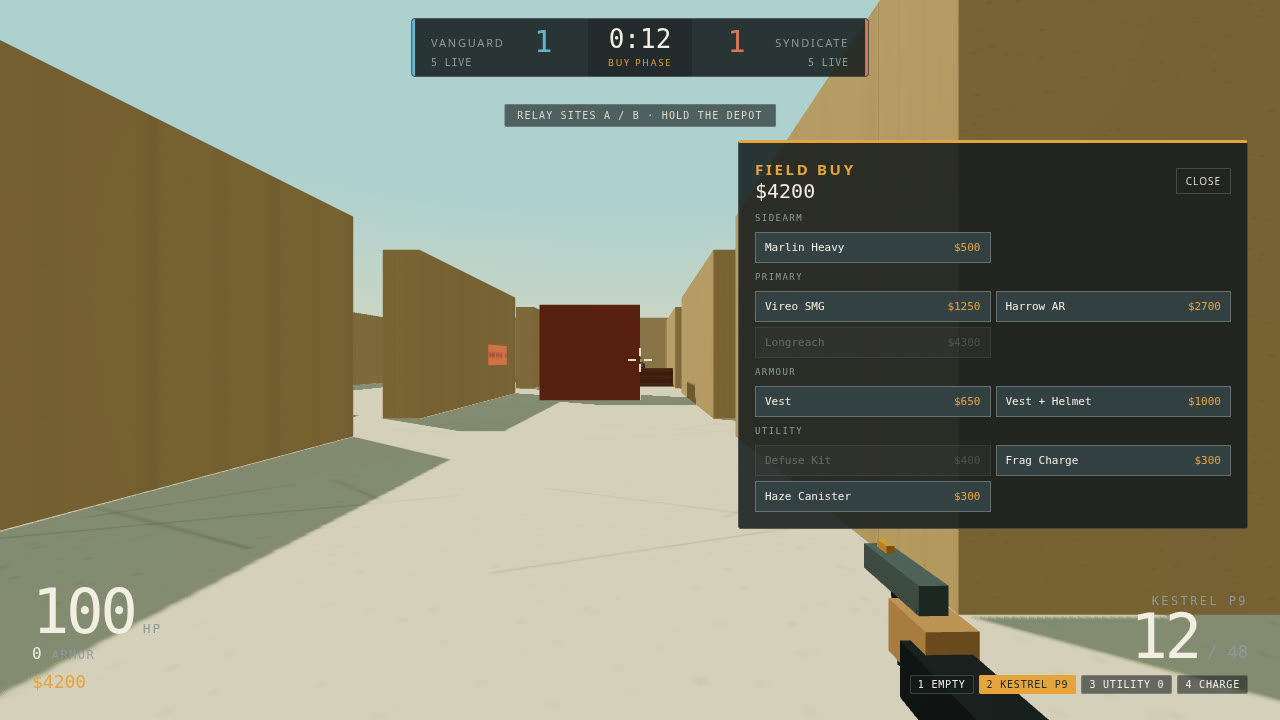 VANGUARD
1
5 LIVE
0:12
BUY PHASE
1
SYNDICATE
5 LIVE
RELAY SITES A / B · HOLD THE DEPOT
FIELD BUY
$4200
CLOSE
SIDEARM
Marlin Heavy $500
PRIMARY
Vireo SMG $1250
Harrow AR $2700
Longreach $4300
ARMOUR
Vest $650
Vest + Helmet $1000
UTILITY
Defuse Kit $400
Frag Charge $300
Haze Canister $300
100 HP
0 ARMOR
$4200
KESTREL P9
12 / 48
1 EMPTY
2 KESTREL P9
3 UTILITY 0
4 CHARGE